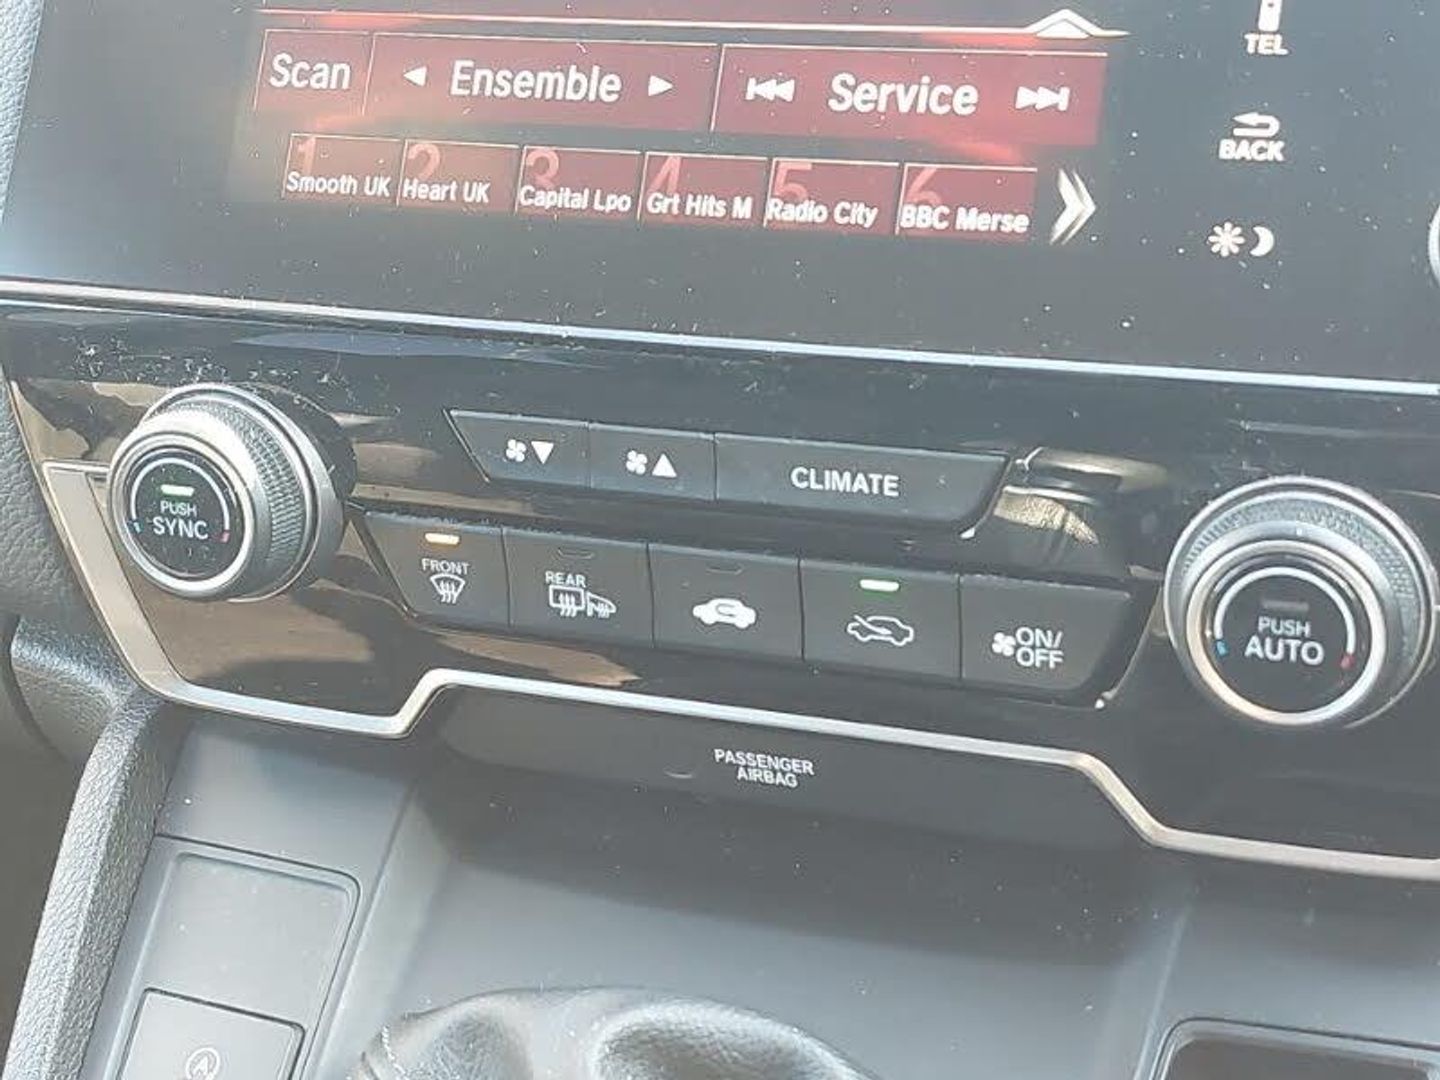 TEL
Scan
Ensemble
Service
BACK
1 Smooth UK
2 Heart UK
3 Capital Lpo
4 Grt Hits M
5 Radio City
6 BBC Merse
CLIMATE
PUSH
SYNC
FRONT
REAR
ON/
OFF
PUSH
AUTO
PASSENGER
AIRBAG
A